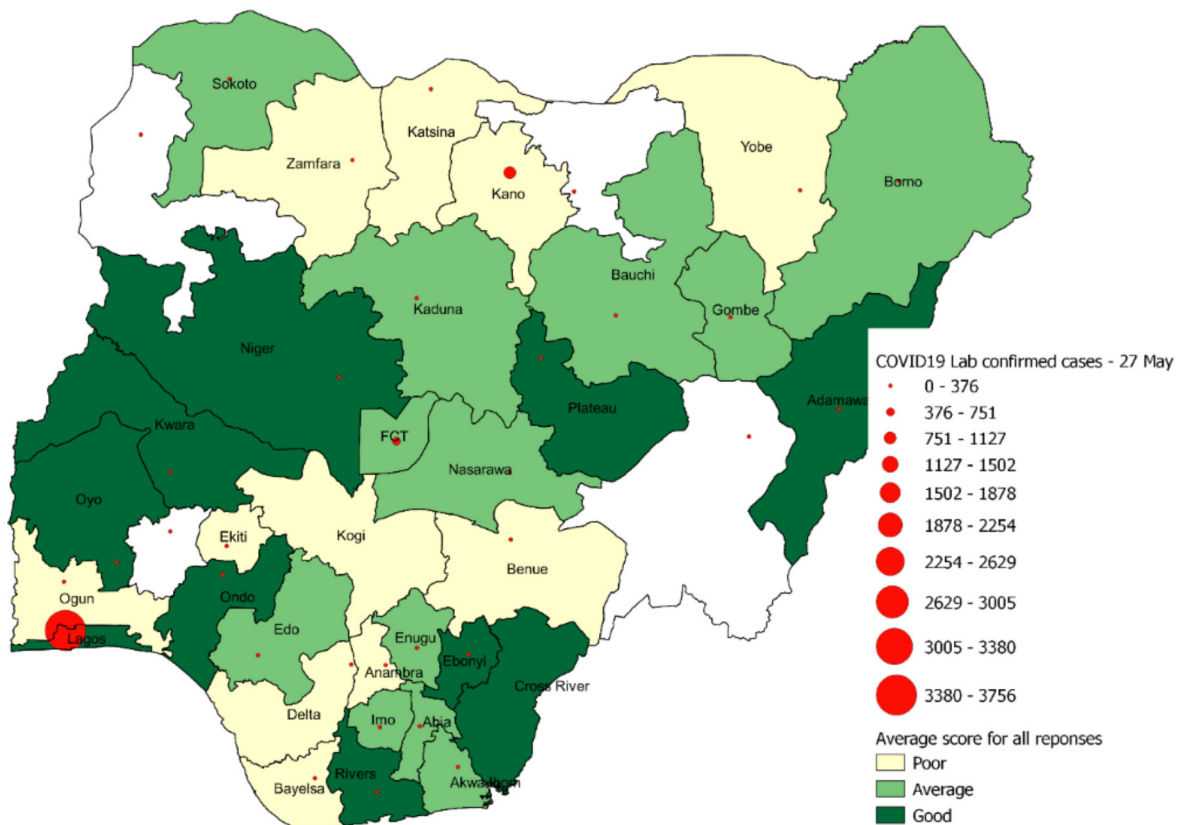 Sokoto
Katsina
Zamfara
Kano
Yobe
Borno
Bauchi
Kaduna
Gombe
Niger
Plateau
Adamawa
Kwara
FCT
Nasarawa
Oyo
Ekiti
Kogi
Benue
Ogun
Ondo
Lagos
Edo
Enugu
Ebonyi
Anambra
Cross River
Delta
Imo
Abia
Rivers
Bayelsa
Akwa Ibom
COVID19 Lab confirmed cases - 27 May
0 - 376
376 - 751
751 - 1127
1127 - 1502
1502 - 1878
1878 - 2254
2254 - 2629
2629 - 3005
3005 - 3380
3380 - 3756
Average score for all reponses
Poor
Average
Good